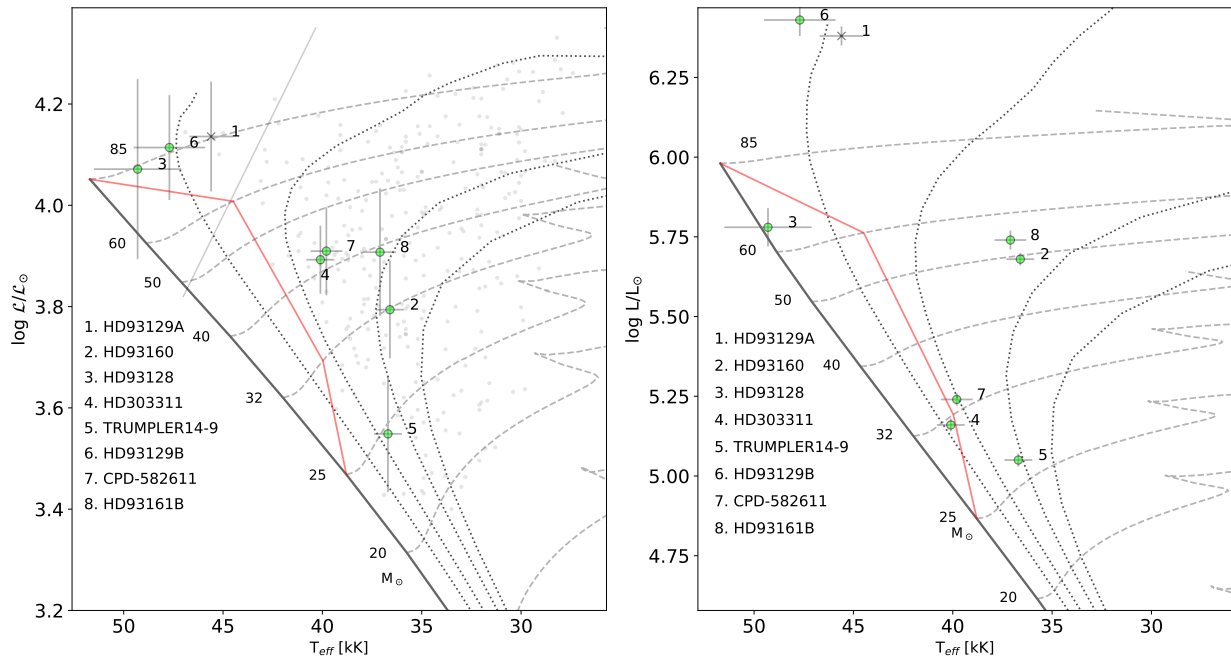 log ℒ/ℒ⊙
4.2
4.0
3.8
3.6
3.4
3.2
50
45
40
35
30
T_eff [kK]
85
60
50
40
32
25
20
M⊙
1
6
3
7
4
8
2
5
1. HD93129A
2. HD93160
3. HD93128
4. HD303311
5. TRUMPLER14-9
6. HD93129B
7. CPD-582611
8. HD93161B
log L/L⊙
6.25
6.00
5.75
5.50
5.25
5.00
4.75
50
45
40
35
30
T_eff [kK]
85
60
50
40
32
25
M⊙
20
6
1
3
8
2
7
4
5
1. HD93129A
2. HD93160
3. HD93128
4. HD303311
5. TRUMPLER14-9
6. HD93129B
7. CPD-582611
8. HD93161B